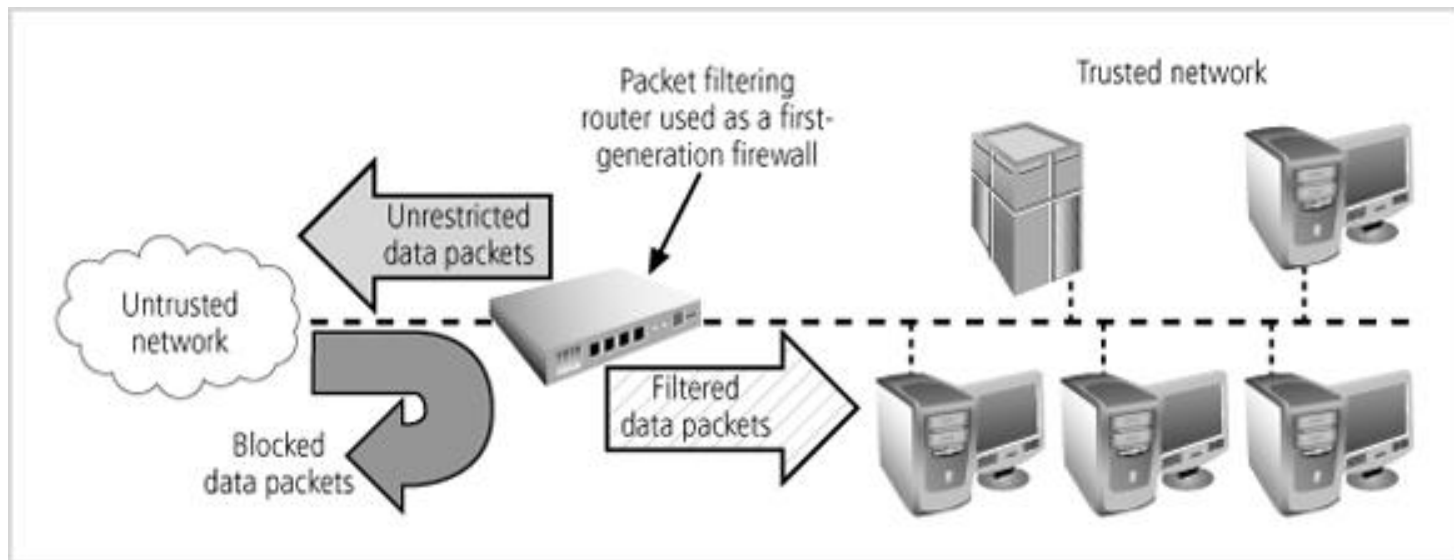 Packet filtering
router used as a first-
generation firewall
Trusted network
Unrestricted
data packets
Untrusted
network
Filtered
data packets
Blocked
data packets